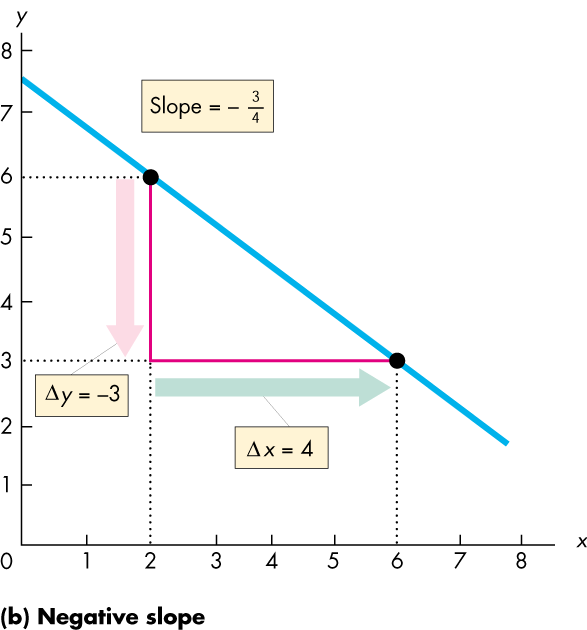 y
8
7
6
5
4
3
2
1
Slope = – 3/4
Δy = –3
Δx = 4
x
0 1 2 3 4 5 6 7 8
(b) Negative slope